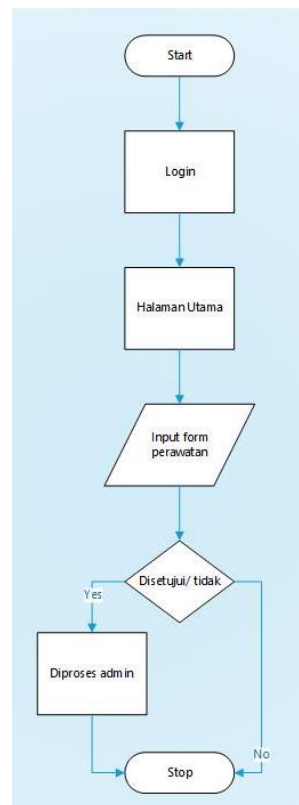 Start
Login
Halaman Utama
Input form
perawatan
Disetujui/ tidak
Yes
Diproses admin
No
Stop